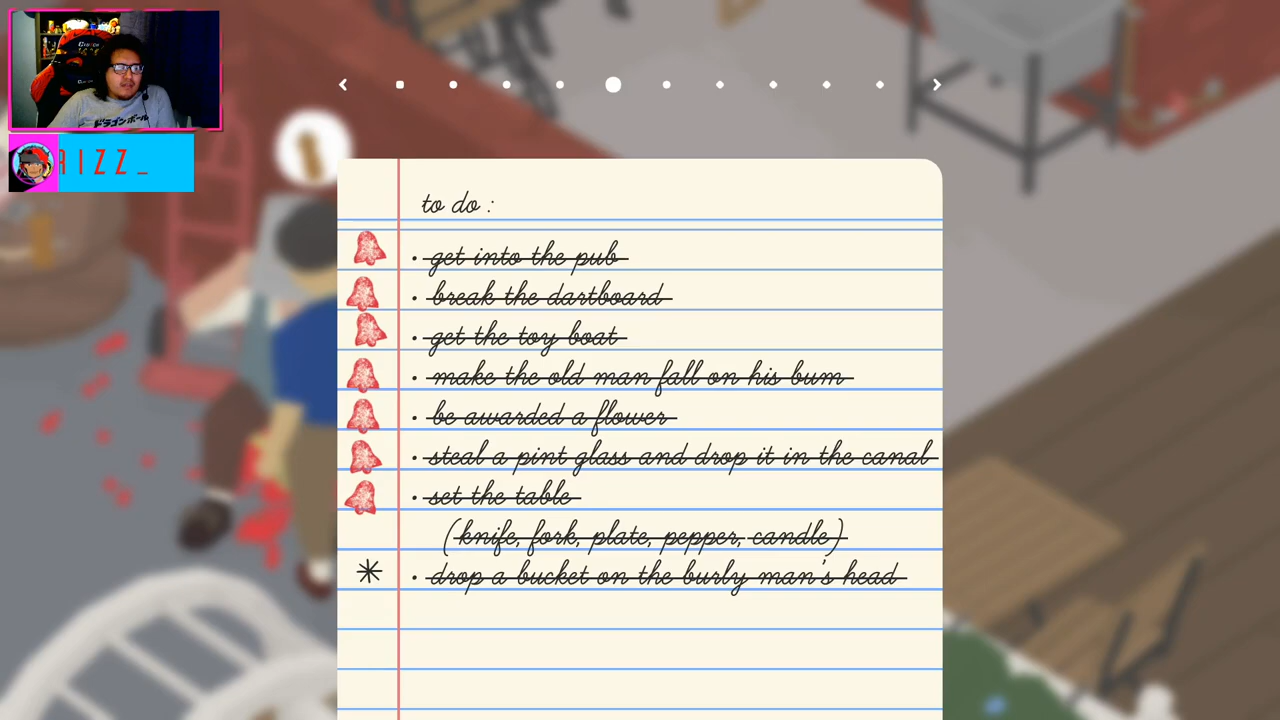 RIZZ_
to do :
• get into the pub
• break the dartboard
• get the toy boat
• make the old man fall on his bum
• be awarded a flower
• steal a pint glass and drop it in the canal
• set the table
(knife, fork, plate, pepper, candle)
• drop a bucket on the burly man's head